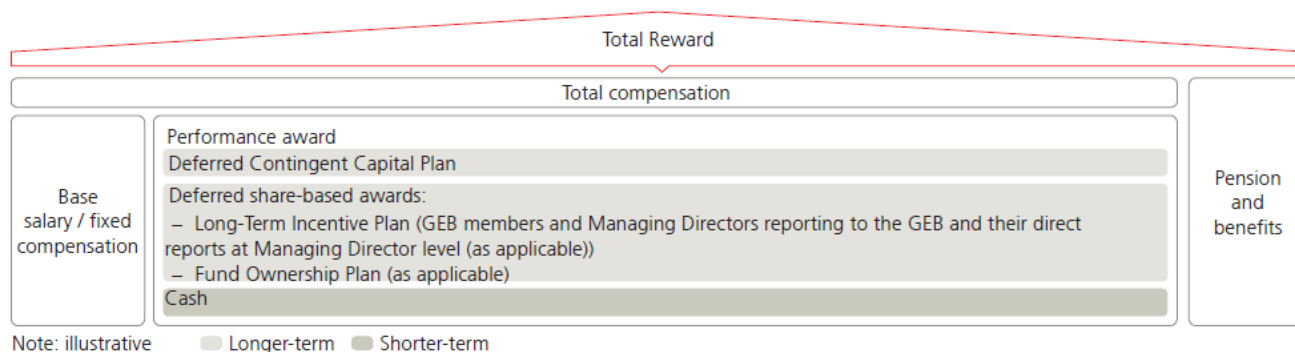 Total Reward
Total compensation
Base
salary / fixed
compensation
Performance award
Deferred Contingent Capital Plan
Deferred share-based awards:
– Long-Term Incentive Plan (GEB members and Managing Directors reporting to the GEB and their direct
reports at Managing Director level (as applicable))
– Fund Ownership Plan (as applicable)
Cash
Pension
and
benefits
Note: illustrative Longer-term Shorter-term